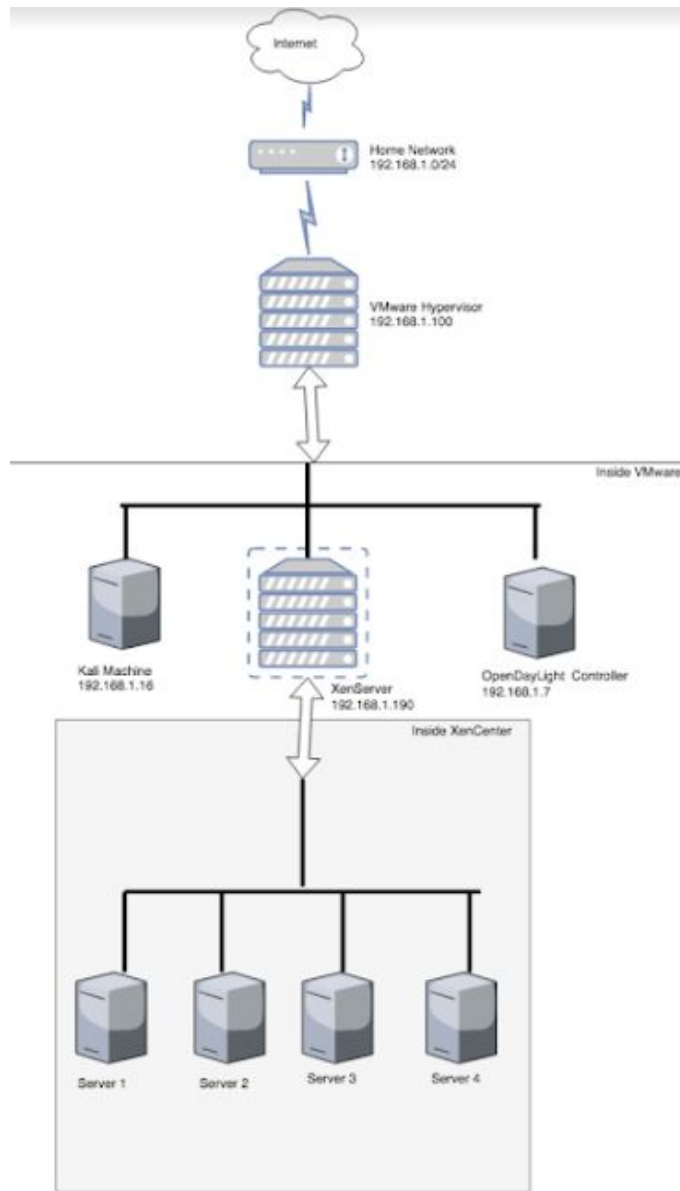 Internet
Home Network
192.168.1.0/24
VMware Hypervisor
192.168.1.100
Inside VMware
Kali Machine
192.168.1.16
XenServer
192.168.1.190
OpenDayLight Controller
192.168.1.7
Inside XenCenter
Server 1
Server 2
Server 3
Server 4